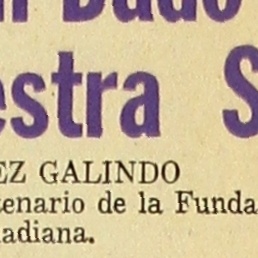 estra S
EZ GALINDO
tenario de la Funda
adiana.